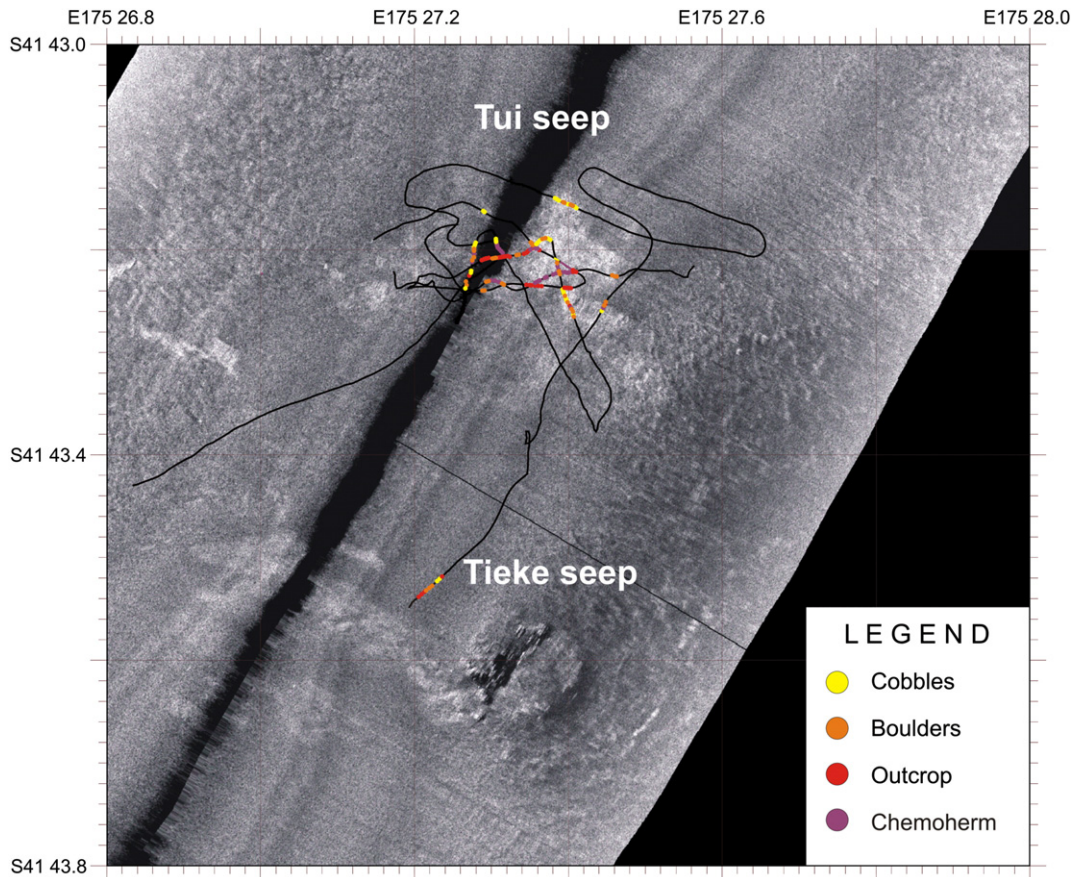 E175 26.8 E175 27.2 E175 27.6 E175 28.0
S41 43.0
Tui seep
S41 43.4
Tieke seep
LEGEND
Cobbles
Boulders
Outcrop
Chemoherm
S41 43.8